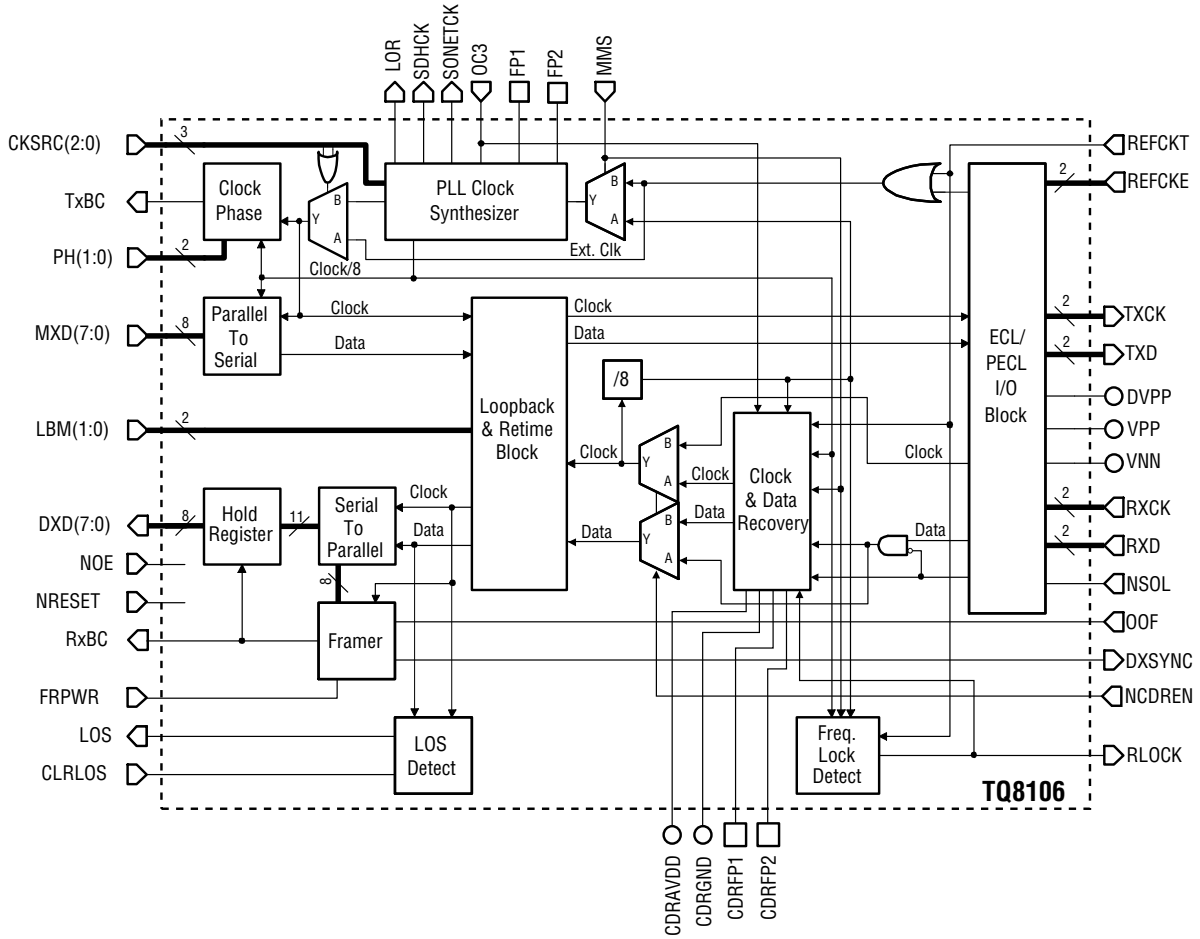 LOR
SDHCK
SONETCK
OC3
FP1
FP2
MMS
CKSRC(2:0)
3
REFCKT
TxBC
Clock
Phase
B
Y
A
PLL Clock
Synthesizer
B
Y
A
2
REFCKE
PH(1:0)
2
Ext. Clk
Clock/8
MXD(7:0)
8
Parallel
To
Serial
Clock
Data
Clock
Data
ECL/
PECL
I/O
Block
2
TXCK
2
TXD
/8
DVPP
LBM(1:0)
2
Loopback
& Retime
Block
VPP
Clock
B
Y
A
Clock
Clock
& Data
Recovery
Clock
VNN
DXD(7:0)
8
Hold
Register
11
Serial
To
Parallel
Clock
Data
Data
B
Y
A
Data
Data
2
RXCK
2
RXD
NOE
NSOL
NRESET
8
OOF
RxBC
Framer
DXSYNC
FRPWR
NCDREN
LOS
LOS
Detect
Freq.
Lock
Detect
RLOCK
CLRLOS
TQ8106
CDRAVDD
CDRGND
CDRFP1
CDRFP2